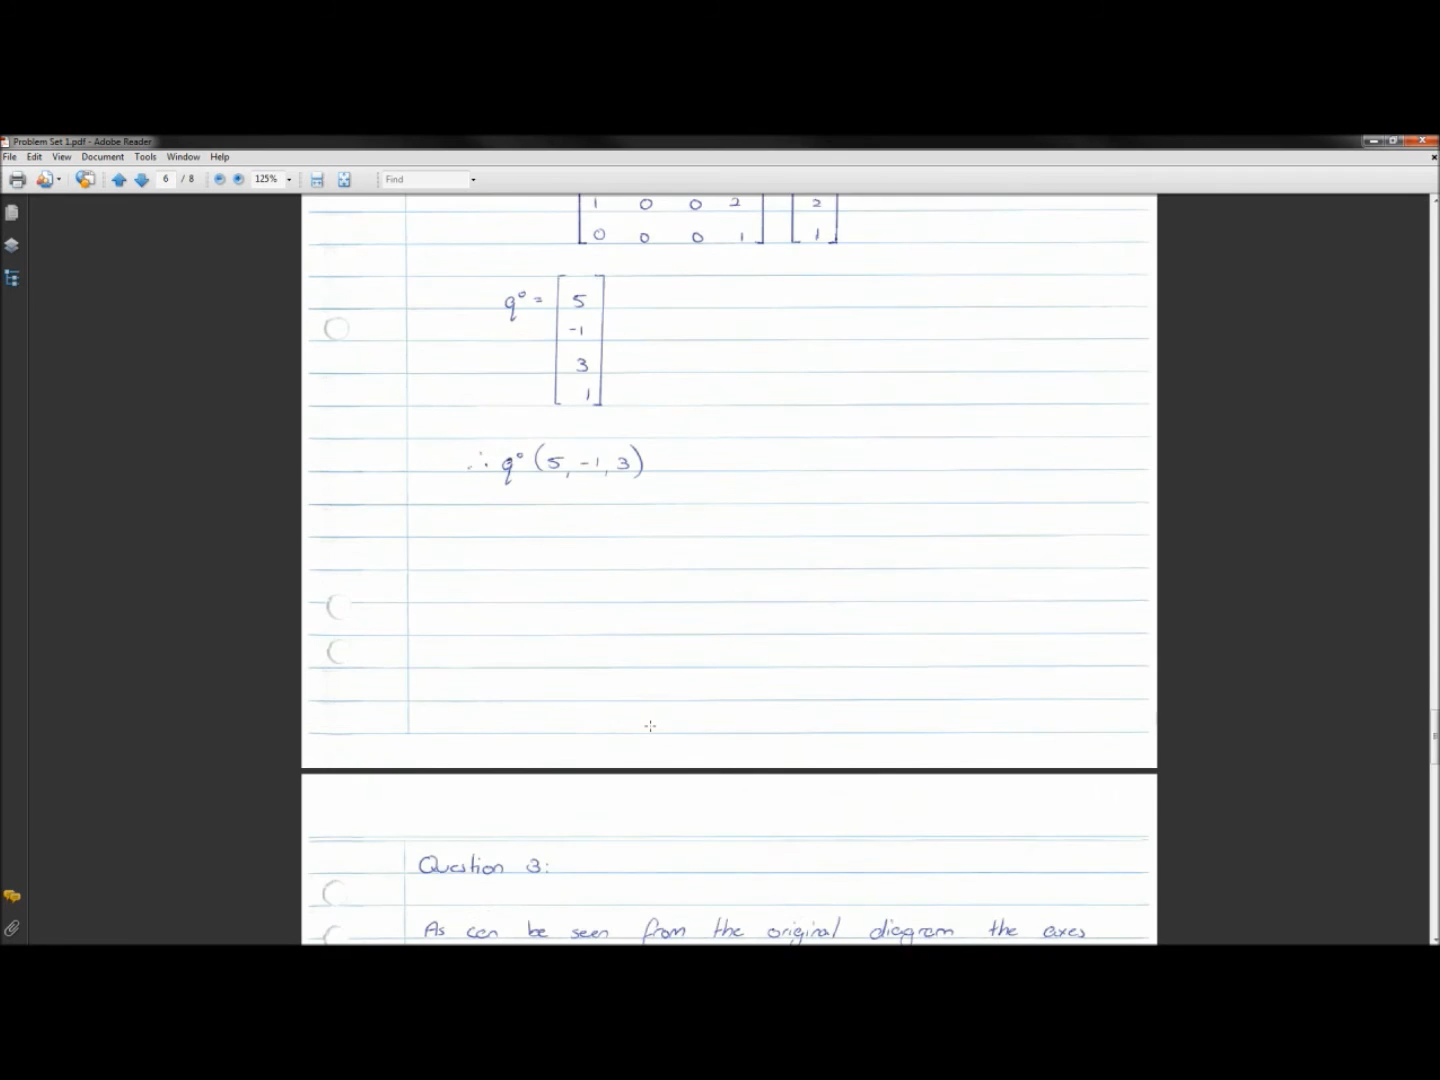 Problem Set 1.pdf - Adobe Reader
File Edit View Document Tools Window Help
6 / 8 125% Find
1 0 0 2 2
0 0 0 1 1
q° = 5
-1
3
1
∴ q° (5, -1, 3)
Question 3:
As can be seen from the original diagram the axes